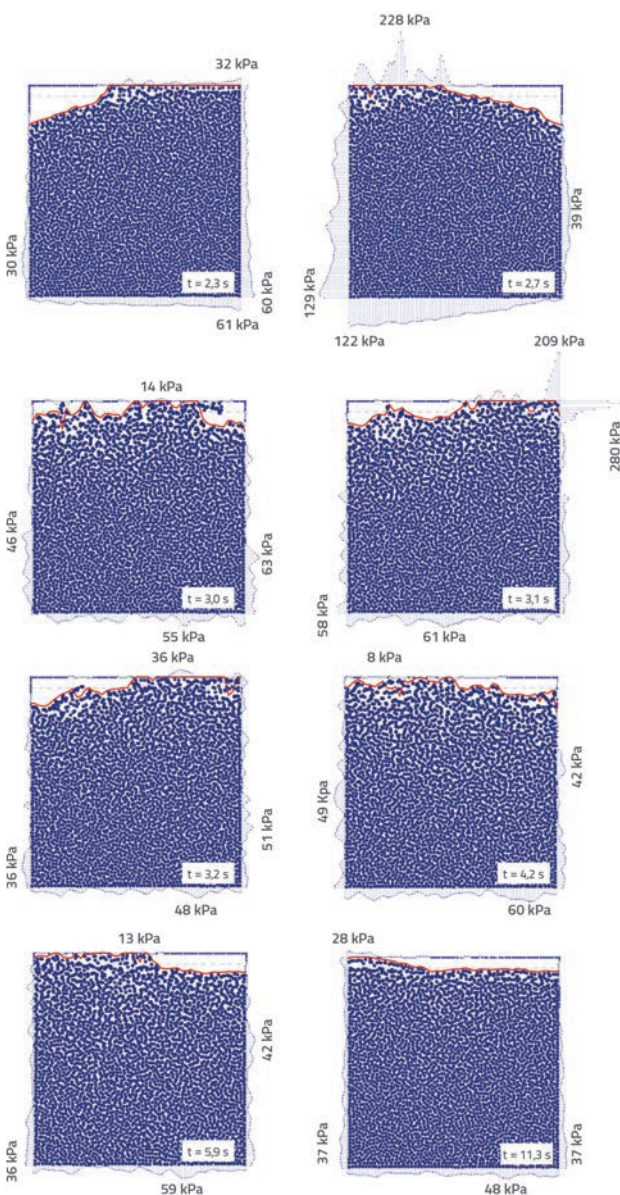 32 kPa
30 kPa
60 kPa
t = 2,3 s
61 kPa
228 kPa
39 kPa
129 kPa
t = 2,7 s
122 kPa
14 kPa
46 kPa
63 kPa
t = 3,0 s
55 kPa
209 kPa
280 kPa
58 kPa
t = 3,1 s
61 kPa
36 kPa
51 kPa
36 kPa
t = 3,2 s
48 kPa
8 kPa
42 kPa
49 Kpa
t = 4,2 s
60 kPa
13 kPa
42 kPa
36 kPa
t = 5,9 s
59 kPa
28 kPa
37 kPa
37 kPa
t = 11,3 s
48 kPa